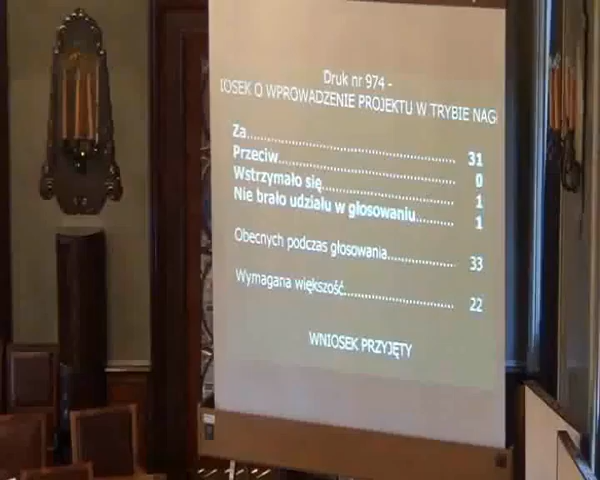 Druk nr 974 -
IOSEK O WPROWADZENIE PROJEKTU W TRYBIE NAG
Za.............................................. 31
Przeciw........................................ 0
Wstrzymało się.............................. 1
Nie brało udziału w głosowaniu......... 1
Obecnych podczas głosowania............... 33
Wymagana większość......................... 22
WNIOSEK PRZYJĘTY